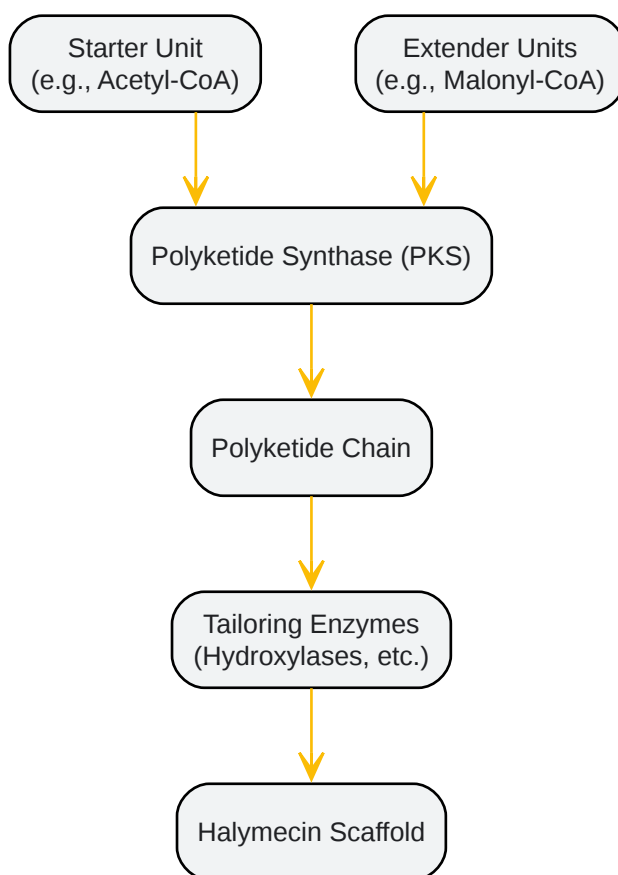 Starter Unit
(e.g., Acetyl-CoA)
Extender Units
(e.g., Malonyl-CoA)
Polyketide Synthase (PKS)
Polyketide Chain
Tailoring Enzymes
(Hydroxylases, etc.)
Halymecin Scaffold